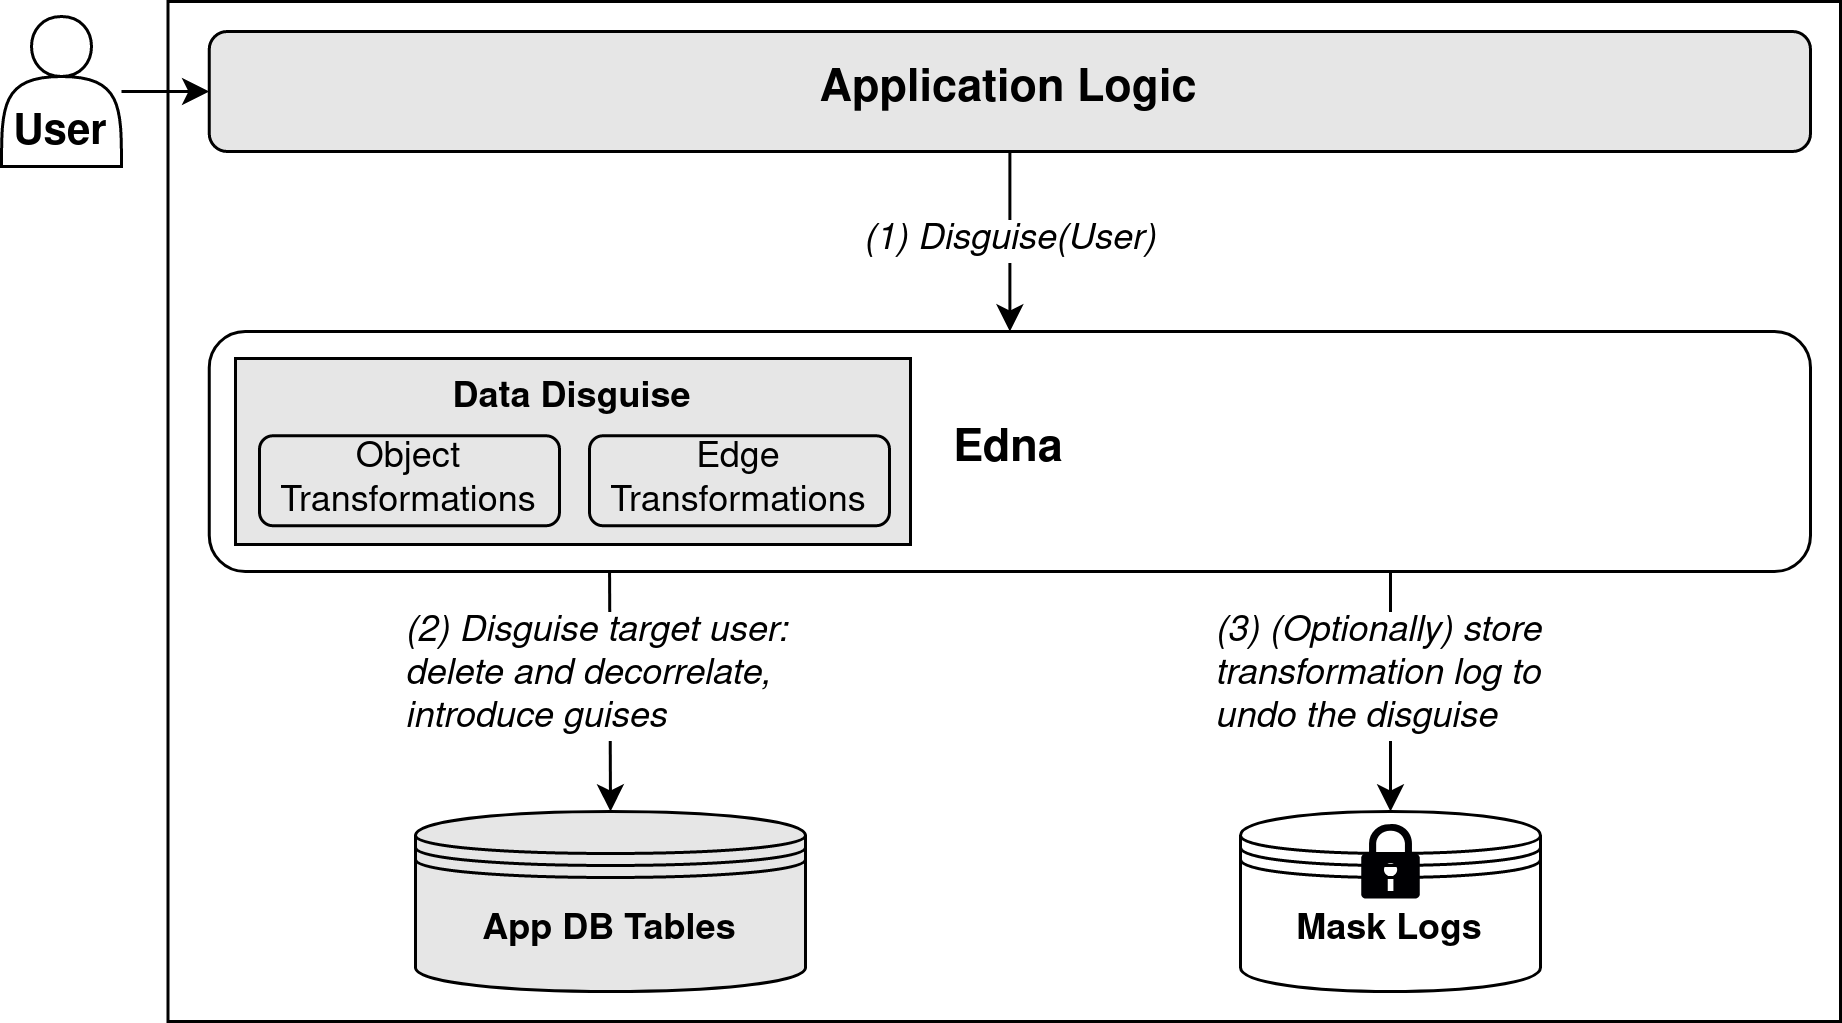 User
Application Logic
(1) Disguise(User)
Data Disguise
Object
Transformations
Edge
Transformations
Edna
(2) Disguise target user:
delete and decorrelate,
introduce guises
(3) (Optionally) store
transformation log to
undo the disguise
App DB Tables
Mask Logs